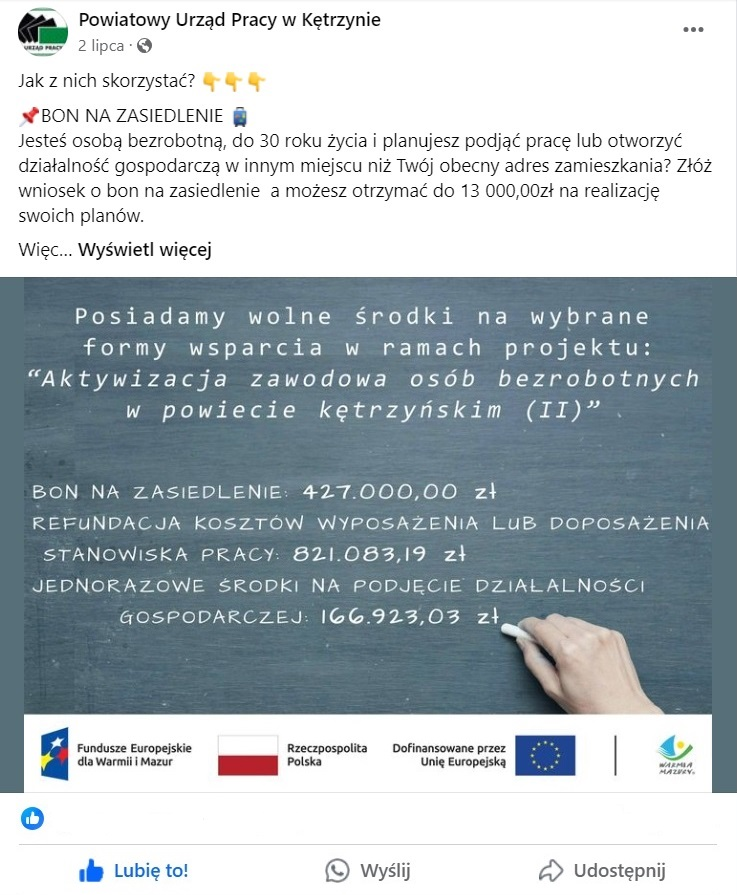 Powiatowy Urząd Pracy w Kętrzynie
2 lipca ·
Jak z nich skorzystać? 👇👇👇
📌BON NA ZASIEDLENIE 🧳
Jesteś osobą bezrobotną, do 30 roku życia i planujesz podjąć pracę lub otworzyć
działalność gospodarczą w innym miejscu niż Twój obecny adres zamieszkania? Złóż
wniosek o bon na zasiedlenie a możesz otrzymać do 13 000,00zł na realizację
swoich planów.
Więc... Wyświetl więcej
Posiadamy wolne środki na wybrane
formy wsparcia w ramach projektu:
“Aktywizacja zawodowa osób bezrobotnych
w powiecie kętrzyńskim (II)”
BON NA ZASIEDLENIE: 427.000,00 zł
REFUNDACJA KOSZTÓW WYPOSAŻENIA LUB DOPOSAŻENIA
STANOWISKA PRACY: 821.083,19 zł
JEDNORAZOWE ŚRODKI NA PODJĘCIE DZIAŁALNOŚCI
GOSPODARCZEJ: 166.923,03 zł
Fundusze Europejskie
dla Warmii i Mazur
Rzeczpospolita
Polska
Dofinansowane przez
Unię Europejską
WARMIA
MAZURY
URZĄD PRACY
Lubię to!
Wyślij
Udostępnij